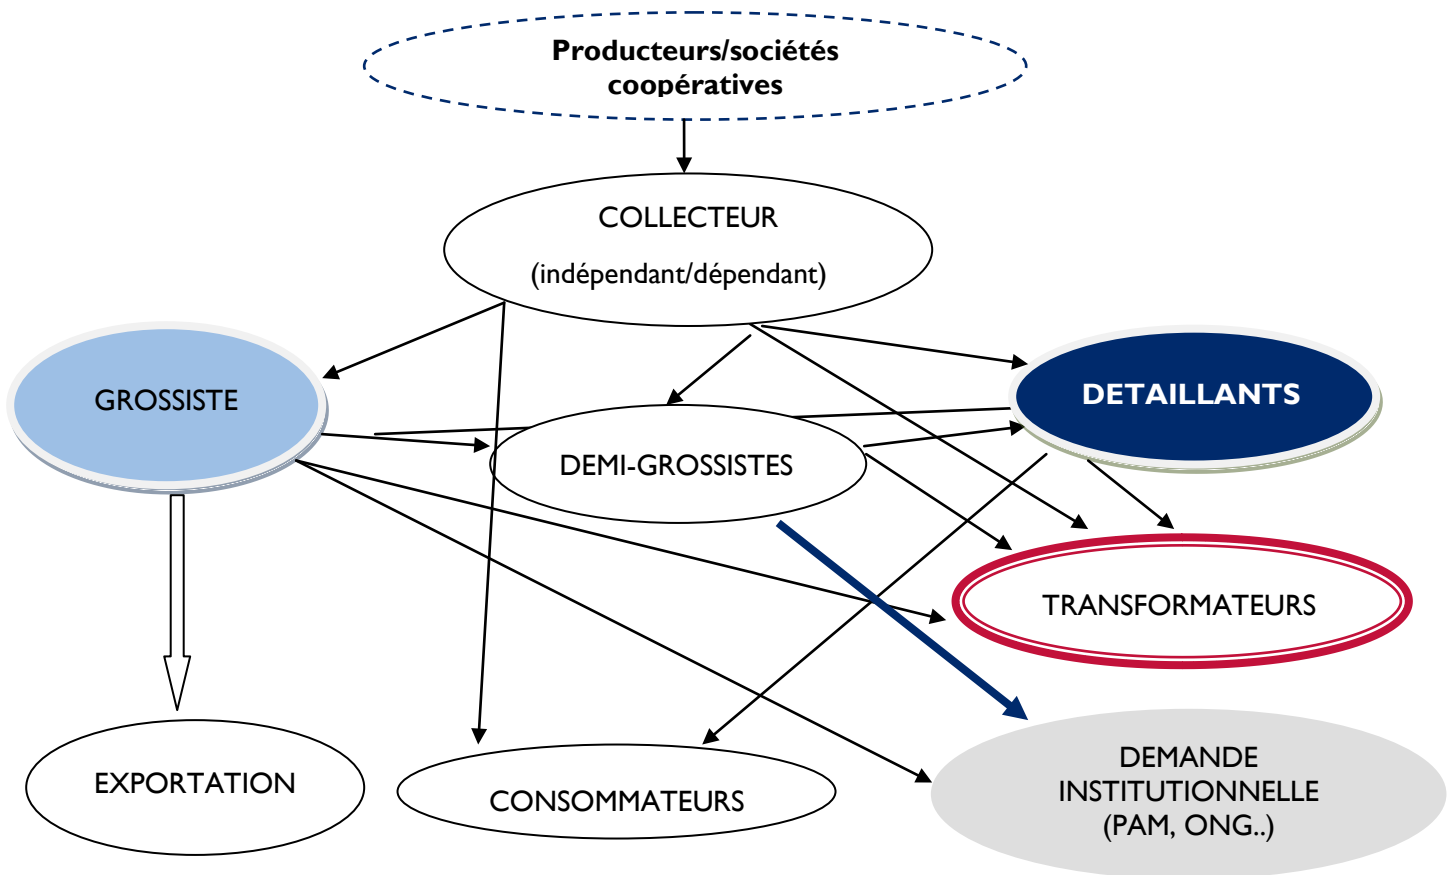 Producteurs/sociétés
coopératives
COLLECTEUR
(indépendant/dépendant)
GROSSISTE
DETAILLANTS
DEMI-GROSSISTES
TRANSFORMATEURS
EXPORTATION
CONSOMMATEURS
DEMANDE
INSTITUTIONNELLE
(PAM, ONG..)